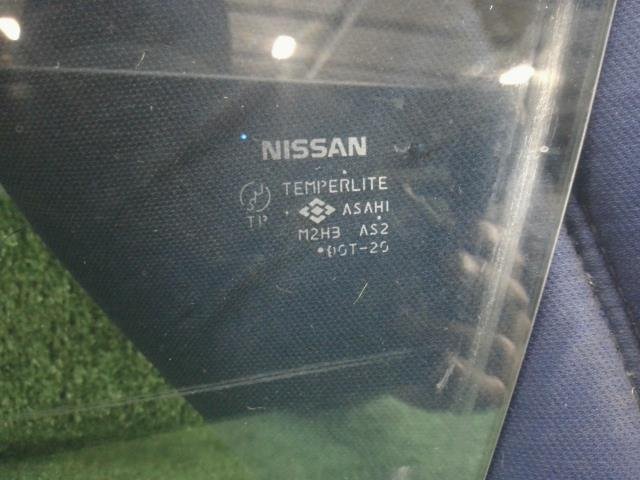 NISSAN
TEMPERLITE
TP ASAHI
M2H3 AS2
DOT-20